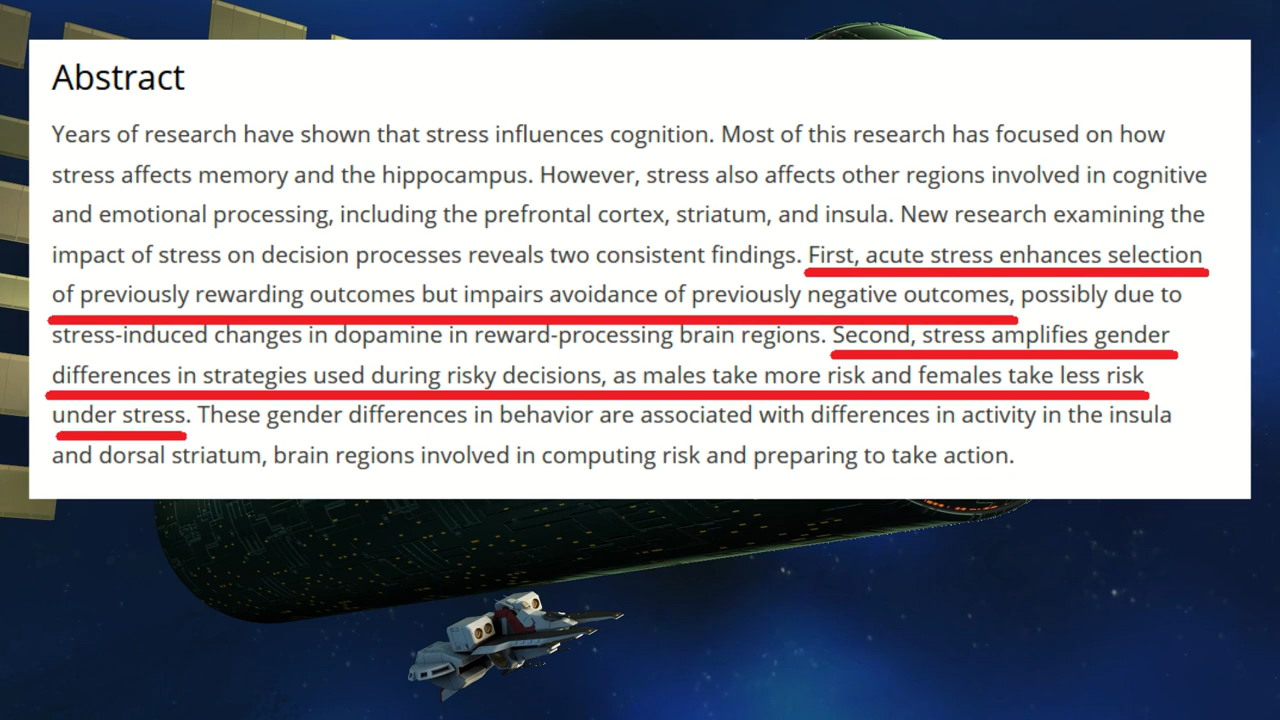 Abstract
Years of research have shown that stress influences cognition. Most of this research has focused on how
stress affects memory and the hippocampus. However, stress also affects other regions involved in cognitive
and emotional processing, including the prefrontal cortex, striatum, and insula. New research examining the
impact of stress on decision processes reveals two consistent findings. First, acute stress enhances selection
of previously rewarding outcomes but impairs avoidance of previously negative outcomes, possibly due to
stress-induced changes in dopamine in reward-processing brain regions. Second, stress amplifies gender
differences in strategies used during risky decisions, as males take more risk and females take less risk
under stress. These gender differences in behavior are associated with differences in activity in the insula
and dorsal striatum, brain regions involved in computing risk and preparing to take action.